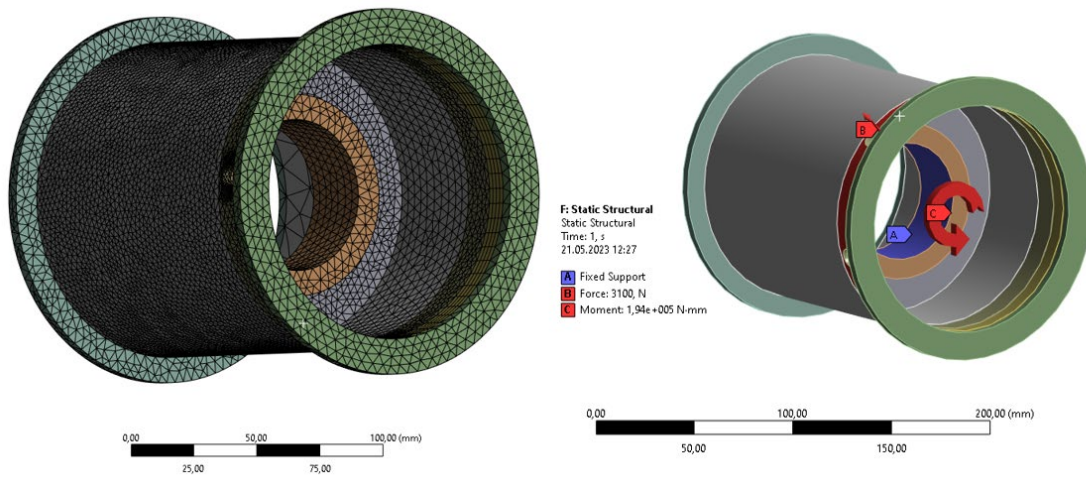 0,00 50,00 100,00 (mm)
25,00 75,00
F: Static Structural
Static Structural
Time: 1, s
21.05.2023 12:27
A Fixed Support
B Force: 3100, N
C Moment: 1,94e+005 N·mm
B
C
A
0,00 100,00 200,00 (mm)
50,00 150,00